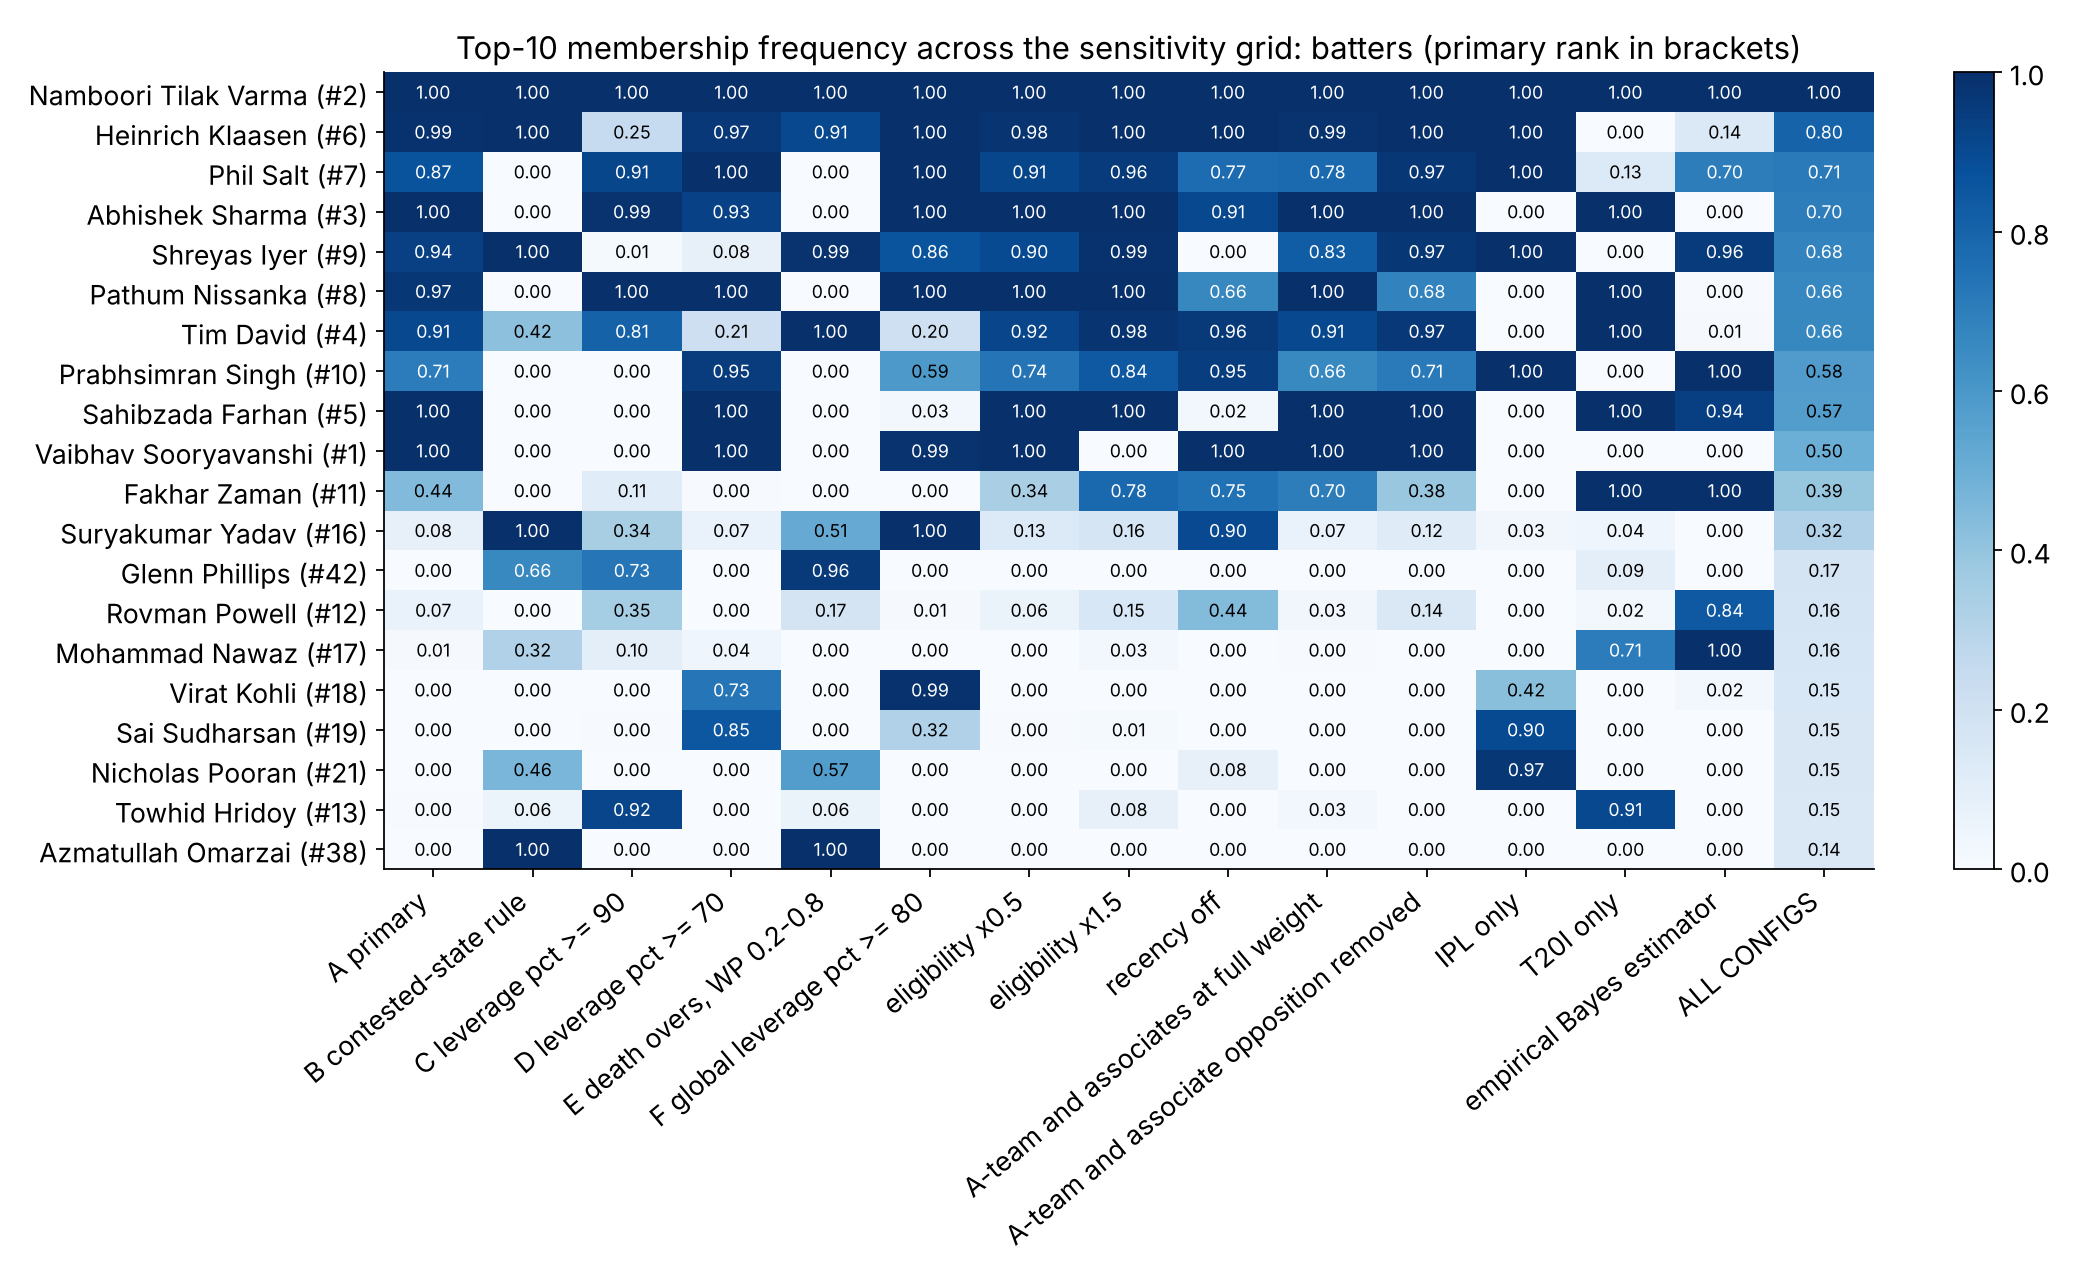 Top-10 membership frequency across the sensitivity grid: batters (primary rank in brackets)
Namboori Tilak Varma (#2) 1.00 1.00 1.00 1.00 1.00 1.00 1.00 1.00 1.00 1.00 1.00 1.00 1.00 1.00 1.00
Heinrich Klaasen (#6) 0.99 1.00 0.25 0.97 0.91 1.00 0.98 1.00 1.00 0.99 1.00 1.00 0.00 0.14 0.80
Phil Salt (#7) 0.87 0.00 0.91 1.00 0.00 1.00 0.91 0.96 0.77 0.78 0.97 1.00 0.13 0.70 0.71
Abhishek Sharma (#3) 1.00 0.00 0.99 0.93 0.00 1.00 1.00 1.00 0.91 1.00 1.00 0.00 1.00 0.00 0.70
Shreyas Iyer (#9) 0.94 1.00 0.01 0.08 0.99 0.86 0.90 0.99 0.00 0.83 0.97 1.00 0.00 0.96 0.68
Pathum Nissanka (#8) 0.97 0.00 1.00 1.00 0.00 1.00 1.00 1.00 0.66 1.00 0.68 0.00 1.00 0.00 0.66
Tim David (#4) 0.91 0.42 0.81 0.21 1.00 0.20 0.92 0.98 0.96 0.91 0.97 0.00 1.00 0.01 0.66
Prabhsimran Singh (#10) 0.71 0.00 0.00 0.95 0.00 0.59 0.74 0.84 0.95 0.66 0.71 1.00 0.00 1.00 0.58
Sahibzada Farhan (#5) 1.00 0.00 0.00 1.00 0.00 0.03 1.00 1.00 0.02 1.00 1.00 0.00 1.00 0.94 0.57
Vaibhav Sooryavanshi (#1) 1.00 0.00 0.00 1.00 0.00 0.99 1.00 0.00 1.00 1.00 1.00 0.00 0.00 0.00 0.50
Fakhar Zaman (#11) 0.44 0.00 0.11 0.00 0.00 0.00 0.34 0.78 0.75 0.70 0.38 0.00 1.00 1.00 0.39
Suryakumar Yadav (#16) 0.08 1.00 0.34 0.07 0.51 1.00 0.13 0.16 0.90 0.07 0.12 0.03 0.04 0.00 0.32
Glenn Phillips (#42) 0.00 0.66 0.73 0.00 0.96 0.00 0.00 0.00 0.00 0.00 0.00 0.00 0.09 0.00 0.17
Rovman Powell (#12) 0.07 0.00 0.35 0.00 0.17 0.01 0.06 0.15 0.44 0.03 0.14 0.00 0.02 0.84 0.16
Mohammad Nawaz (#17) 0.01 0.32 0.10 0.04 0.00 0.00 0.00 0.03 0.00 0.00 0.00 0.00 0.71 1.00 0.16
Virat Kohli (#18) 0.00 0.00 0.00 0.73 0.00 0.99 0.00 0.00 0.00 0.00 0.00 0.42 0.00 0.02 0.15
Sai Sudharsan (#19) 0.00 0.00 0.00 0.85 0.00 0.32 0.00 0.01 0.00 0.00 0.00 0.90 0.00 0.00 0.15
Nicholas Pooran (#21) 0.00 0.46 0.00 0.00 0.57 0.00 0.00 0.00 0.08 0.00 0.00 0.97 0.00 0.00 0.15
Towhid Hridoy (#13) 0.00 0.06 0.92 0.00 0.06 0.00 0.00 0.08 0.00 0.03 0.00 0.00 0.91 0.00 0.15
Azmatullah Omarzai (#38) 0.00 1.00 0.00 0.00 1.00 0.00 0.00 0.00 0.00 0.00 0.00 0.00 0.00 0.00 0.14
A primary
B contested-state rule
C leverage pct >= 90
D leverage pct >= 70
E death overs, WP 0.2-0.8
F global leverage pct >= 80
eligibility x0.5
eligibility x1.5
recency off
A-team and associates at full weight
A-team and associate opposition removed
IPL only
T20I only
empirical Bayes estimator
ALL CONFIGS
1.0
0.8
0.6
0.4
0.2
0.0